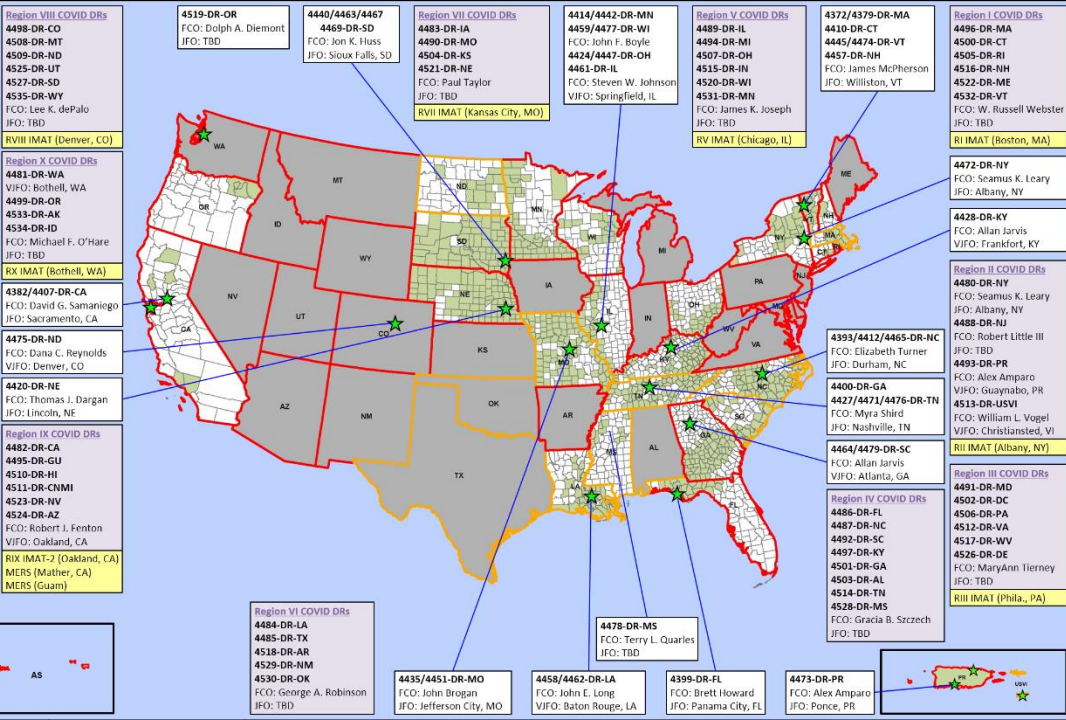 Region VIII COVID DRs
4498-DR-CO
4508-DR-MT
4509-DR-ND
4525-DR-UT
4527-DR-SD
4535-DR-WY
FCO: Lee K. dePalo
JFO: TBD
RVIII IMAT (Denver, CO)
Region X COVID DRs
4481-DR-WA
VJFO: Bothell, WA
4499-DR-OR
4533-DR-AK
4534-DR-ID
FCO: Michael F. O'Hare
JFO: TBD
RX IMAT (Bothell, WA)
4382/4407-DR-CA
FCO: David G. Samaniego
JFO: Sacramento, CA
4475-DR-ND
FCO: Dana C. Reynolds
VJFO: Denver, CO
4420-DR-NE
FCO: Thomas J. Dargan
JFO: Lincoln, NE
Region IX COVID DRs
4482-DR-CA
4495-DR-GU
4510-DR-HI
4511-DR-CNMI
4523-DR-NV
4524-DR-AZ
FCO: Robert J. Fenton
VJFO: Oakland, CA
RIX IMAT-2 (Oakland, CA)
MERS (Mather, CA)
MERS (Guam)
AS
4519-DR-OR
FCO: Dolph A. Diemont
JFO: TBD
4440/4463/4467
4469-DR-SD
FCO: Jon K. Huss
JFO: Sioux Falls, SD
Region VII COVID DRs
4483-DR-IA
4490-DR-MO
4504-DR-KS
4521-DR-NE
FCO: Paul Taylor
JFO: TBD
RVII IMAT (Kansas City, MO)
4414/4442-DR-MN
4459/4477-DR-WI
FCO: John F. Boyle
4424/4447-DR-OH
4461-DR-IL
FCO: Steven W. Johnson
VJFO: Springfield, IL
Region V COVID DRs
4489-DR-IL
4494-DR-MI
4507-DR-OH
4515-DR-IN
4520-DR-WI
4531-DR-MN
FCO: James K. Joseph
JFO: TBD
RV IMAT (Chicago, IL)
4372/4379-DR-MA
4410-DR-CT
4445/4474-DR-VT
4457-DR-NH
FCO: James McPherson
JFO: Williston, VT
Region I COVID DRs
4496-DR-MA
4500-DR-CT
4505-DR-RI
4516-DR-NH
4522-DR-ME
4532-DR-VT
FCO: W. Russell Webster
JFO: TBD
RI IMAT (Boston, MA)
4472-DR-NY
FCO: Seamus K. Leary
JFO: Albany, NY
4428-DR-KY
FCO: Allan Jarvis
VJFO: Frankfort, KY
Region II COVID DRs
4480-DR-NY
FCO: Seamus K. Leary
JFO: Albany, NY
4488-DR-NJ
FCO: Robert Little III
JFO: TBD
4493-DR-PR
FCO: Alex Amparo
VJFO: Guaynabo, PR
4513-DR-USVI
FCO: William L. Vogel
VJFO: Christiansted, VI
RII IMAT (Albany, NY)
4393/4412/4465-DR-NC
FCO: Elizabeth Turner
JFO: Durham, NC
4400-DR-GA
4427/4471/4476-DR-TN
FCO: Myra Shird
JFO: Nashville, TN
4464/4479-DR-SC
FCO: Allan Jarvis
VJFO: Atlanta, GA
Region IV COVID DRs
4486-DR-FL
4487-DR-NC
4492-DR-SC
4497-DR-KY
4501-DR-GA
4503-DR-AL
4514-DR-TN
4528-DR-MS
FCO: Gracia B. Szczech
JFO: TBD
Region III COVID DRs
4491-DR-MD
4502-DR-DC
4506-DR-PA
4512-DR-VA
4517-DR-WV
4526-DR-DE
FCO: MaryAnn Tierney
JFO: TBD
RIII IMAT (Phila., PA)
WA
MT
ND
MN
ME
OR
ID
SD
WI
MI
NY
VT
NH
MA
CT
RI
WY
NE
IA
PA
NJ
NV
UT
CO
KS
MO
IL
IN
OH
WV
VA
MD
CA
KY
AZ
NM
OK
AR
TN
NC
SC
TX
LA
MS
AL
GA
FL
Region VI COVID DRs
4484-DR-LA
4485-DR-TX
4518-DR-AR
4529-DR-NM
4530-DR-OK
FCO: George A. Robinson
JFO: TBD
4435/4451-DR-MO
FCO: John Brogan
JFO: Jefferson City, MO
4458/4462-DR-LA
FCO: John E. Long
VJFO: Baton Rouge, LA
4478-DR-MS
FCO: Terry L. Quarles
JFO: TBD
4399-DR-FL
FCO: Brett Howard
JFO: Panama City, FL
4473-DR-PR
FCO: Alex Amparo
JFO: Ponce, PR
PR
USVI